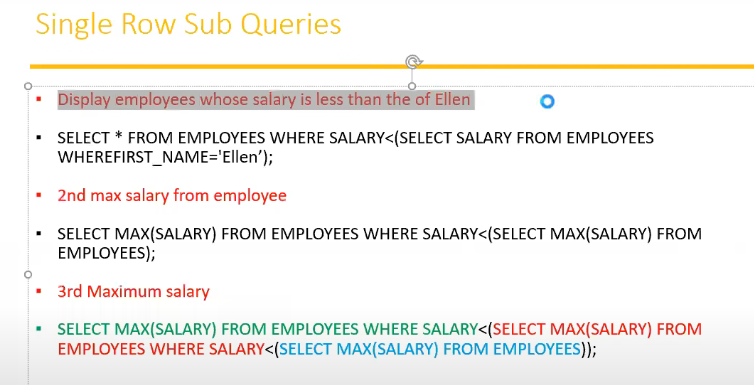 Single Row Sub Queries
▪ Display employees whose salary is less than the of Ellen
▪ SELECT * FROM EMPLOYEES WHERE SALARY<(SELECT SALARY FROM EMPLOYEES
WHEREFIRST_NAME='Ellen’);
▪ 2nd max salary from employee
▪ SELECT MAX(SALARY) FROM EMPLOYEES WHERE SALARY<(SELECT MAX(SALARY) FROM
EMPLOYEES);
▪ 3rd Maximum salary
▪ SELECT MAX(SALARY) FROM EMPLOYEES WHERE SALARY<(SELECT MAX(SALARY) FROM
EMPLOYEES WHERE SALARY<(SELECT MAX(SALARY) FROM EMPLOYEES));